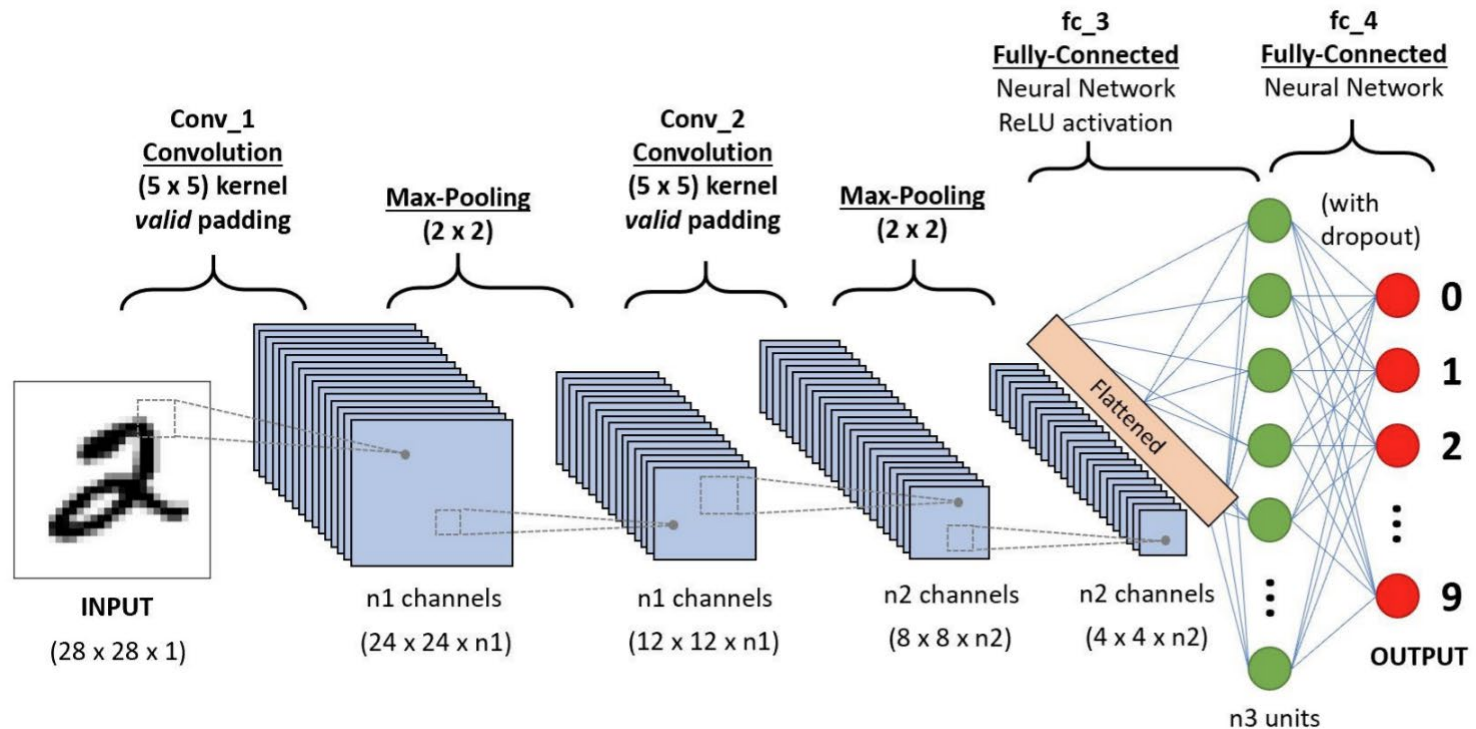 Conv_1
Convolution
(5 x 5) kernel
valid padding
Max-Pooling
(2 x 2)
Conv_2
Convolution
(5 x 5) kernel
valid padding
Max-Pooling
(2 x 2)
fc_3
Fully-Connected
Neural Network
ReLU activation
fc_4
Fully-Connected
Neural Network
(with
dropout)
INPUT
(28 x 28 x 1)
2
n1 channels
(24 x 24 x n1)
n1 channels
(12 x 12 x n1)
n2 channels
(8 x 8 x n2)
n2 channels
(4 x 4 x n2)
Flattened
n3 units
0
1
2
9
OUTPUT